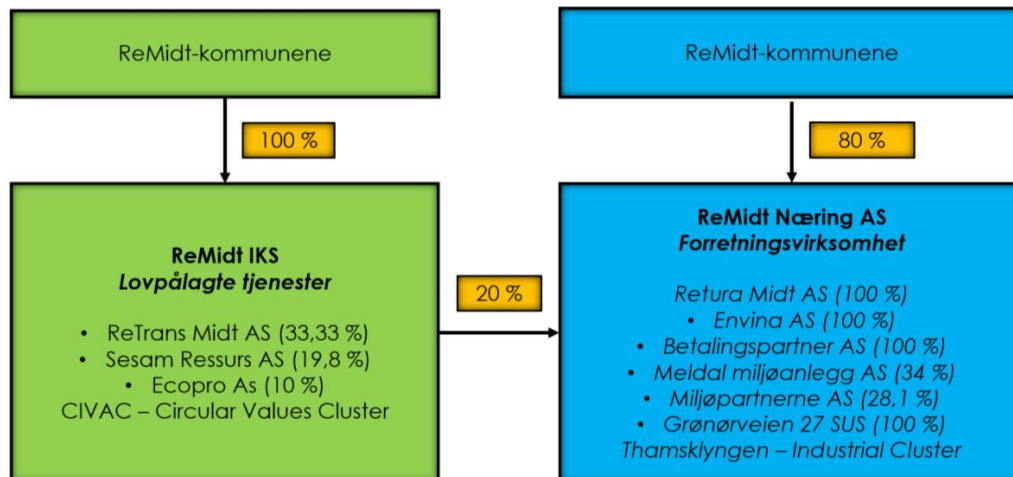 ReMidt-kommunene
ReMidt-kommunene
100 %
80 %
ReMidt IKS
Lovpålagte tjenester
• ReTrans Midt AS (33,33 %)
• Sesam Ressurs AS (19,8 %)
• Ecopro As (10 %)
CIVAC – Circular Values Cluster
20 %
ReMidt Næring AS
Forretningsvirksomhet
Retura Midt AS (100 %)
• Envina AS (100 %)
• Betalingspartner AS (100 %)
• Meldal miljøanlegg AS (34 %)
• Miljøpartnerne AS (28,1 %)
• Grønørveien 27 SUS (100 %)
Thamsklyngen – Industrial Cluster